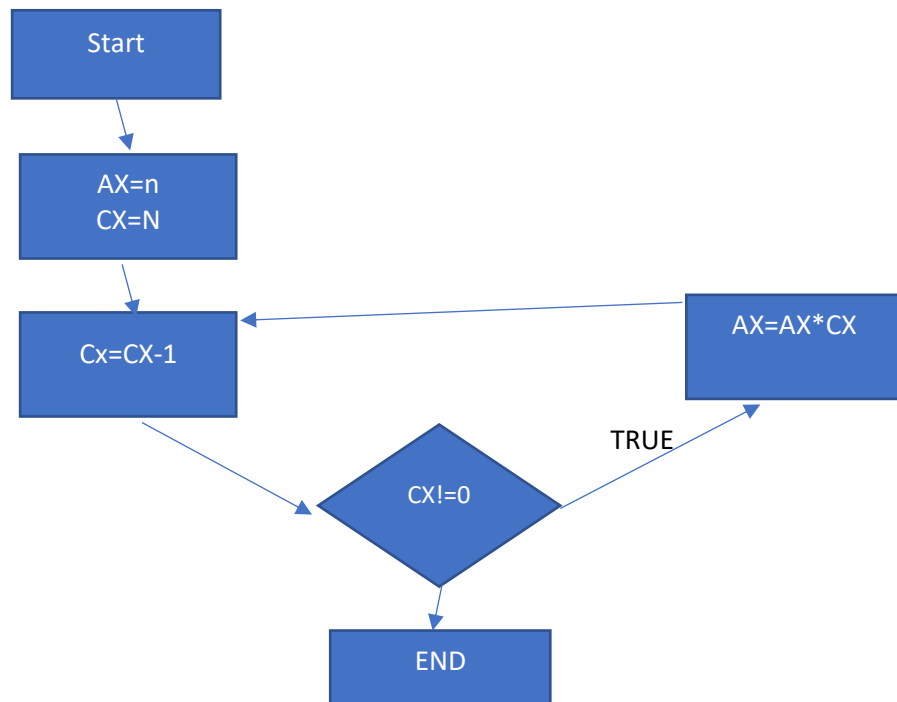 Start
AX=n
CX=N
Cx=CX-1
AX=AX*CX
TRUE
CX!=0
END